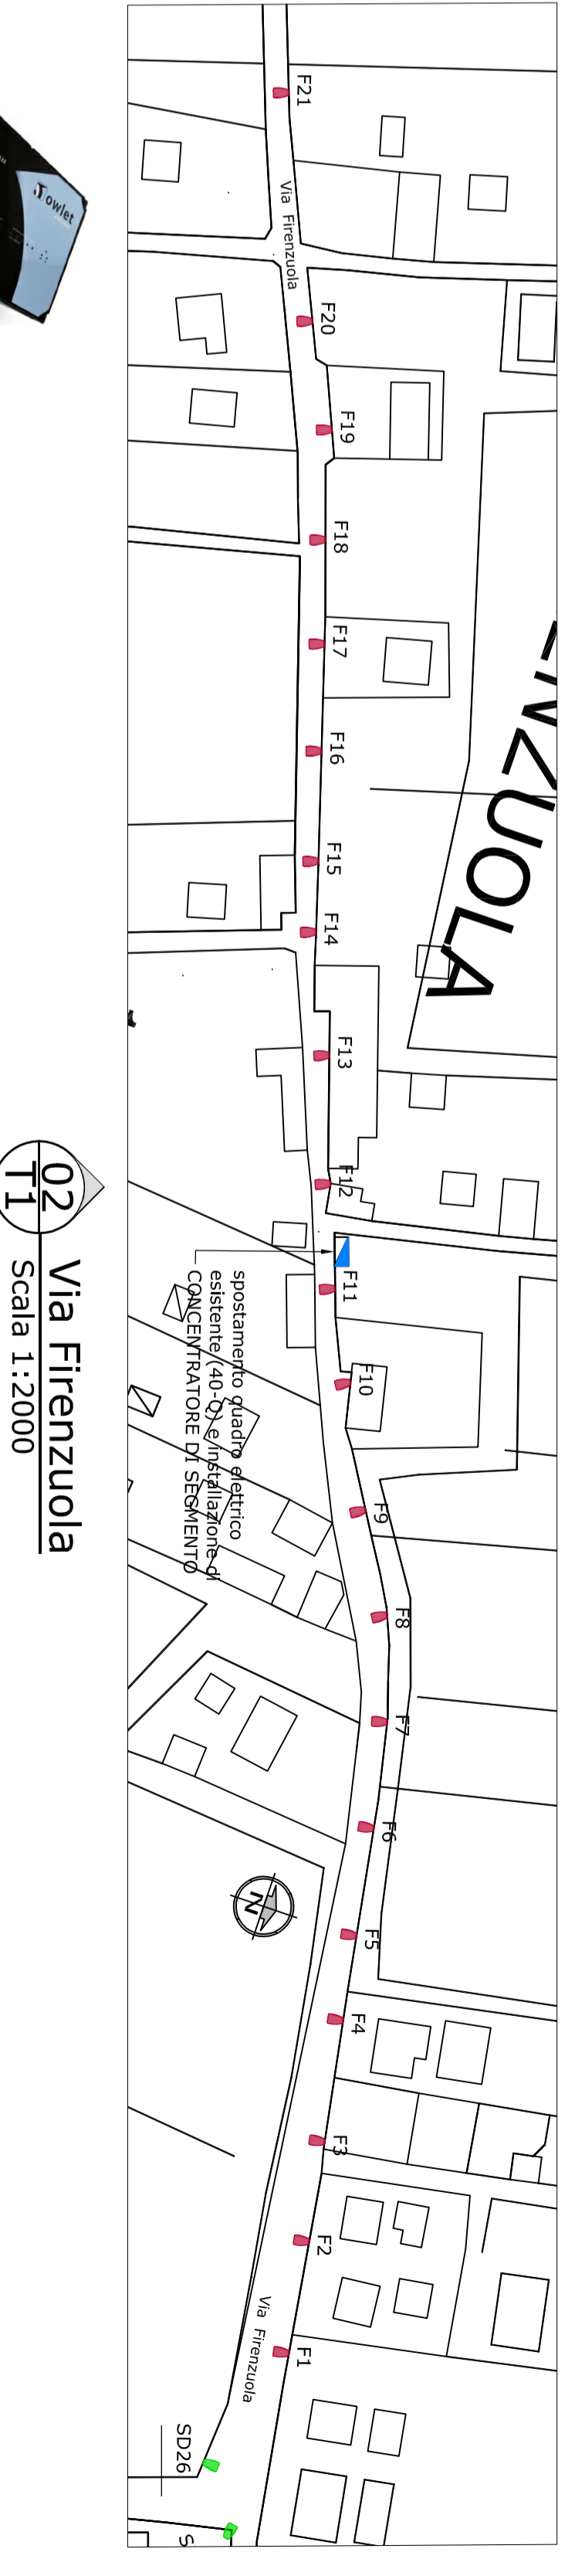 owlet
F21
Via Firenzuola
F20
F19
F18
F17
F16
F15
F14
F13
F12
F11
F10
F9
F8
F7
F6
F5
F4
F3
F2
F1
Via Firenzuola
SD26
S
NZUOLA
spostamento quadro elettrico
esistente (40-Q) e installazione di
CONCENTRATORE DI SEGMENTO
N
02
T1
Via Firenzuola
Scala 1:2000